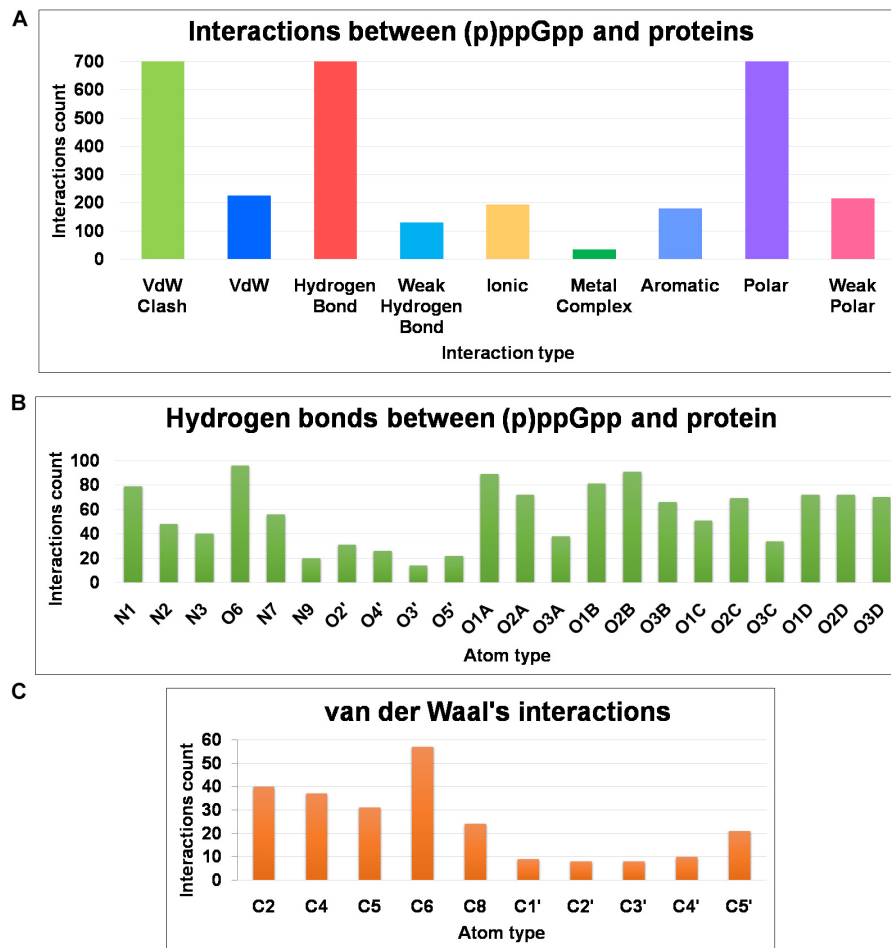 A
Interactions between (p)ppGpp and proteins
Interactions count
700
600
500
400
300
200
100
0
VdW Clash
VdW
Hydrogen Bond
Weak Hydrogen Bond
Ionic
Metal Complex
Aromatic
Polar
Weak Polar
Interaction type
B
Hydrogen bonds between (p)ppGpp and protein
Interactions count
100
80
60
40
20
0
N1 N2 N3 O6 N7 N9 O2' O4' O3' O5' O1A O2A O3A O1B O2B O3B O1C O2C O3C O1D O2D O3D
Atom type
C
van der Waal's interactions
Interactions count
60
50
40
30
20
10
0
C2 C4 C5 C6 C8 C1' C2' C3' C4' C5'
Atom type